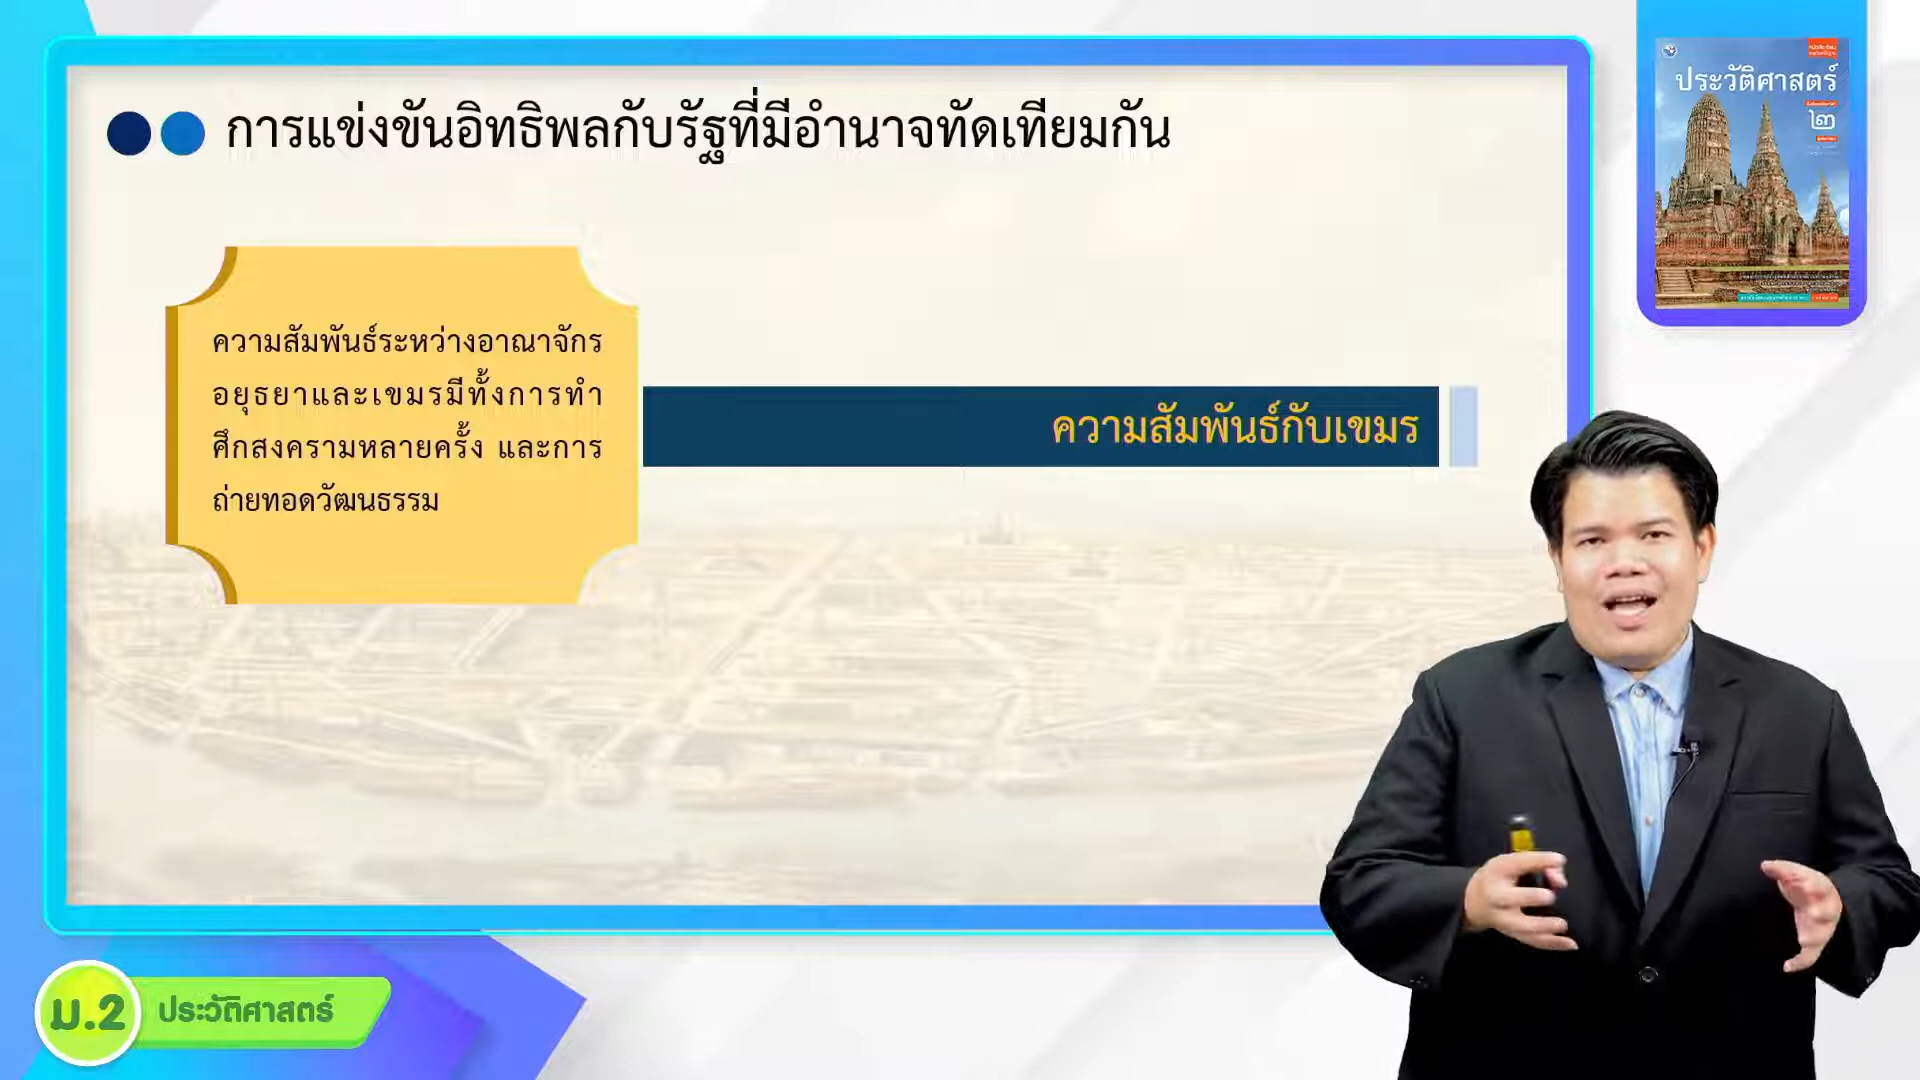 การแข่งขันอิทธิพลกับรัฐที่มีอำนาจทัดเทียมกัน
ความสัมพันธ์ระหว่างอาณาจักร
อยุธยาและเขมรมีทั้งการทำ
ศึกสงครามหลายครั้ง และการ
ถ่ายทอดวัฒนธรรม
ความสัมพันธ์กับเขมร
ประวัติศาสตร์
๒
ม.2 ประวัติศาสตร์